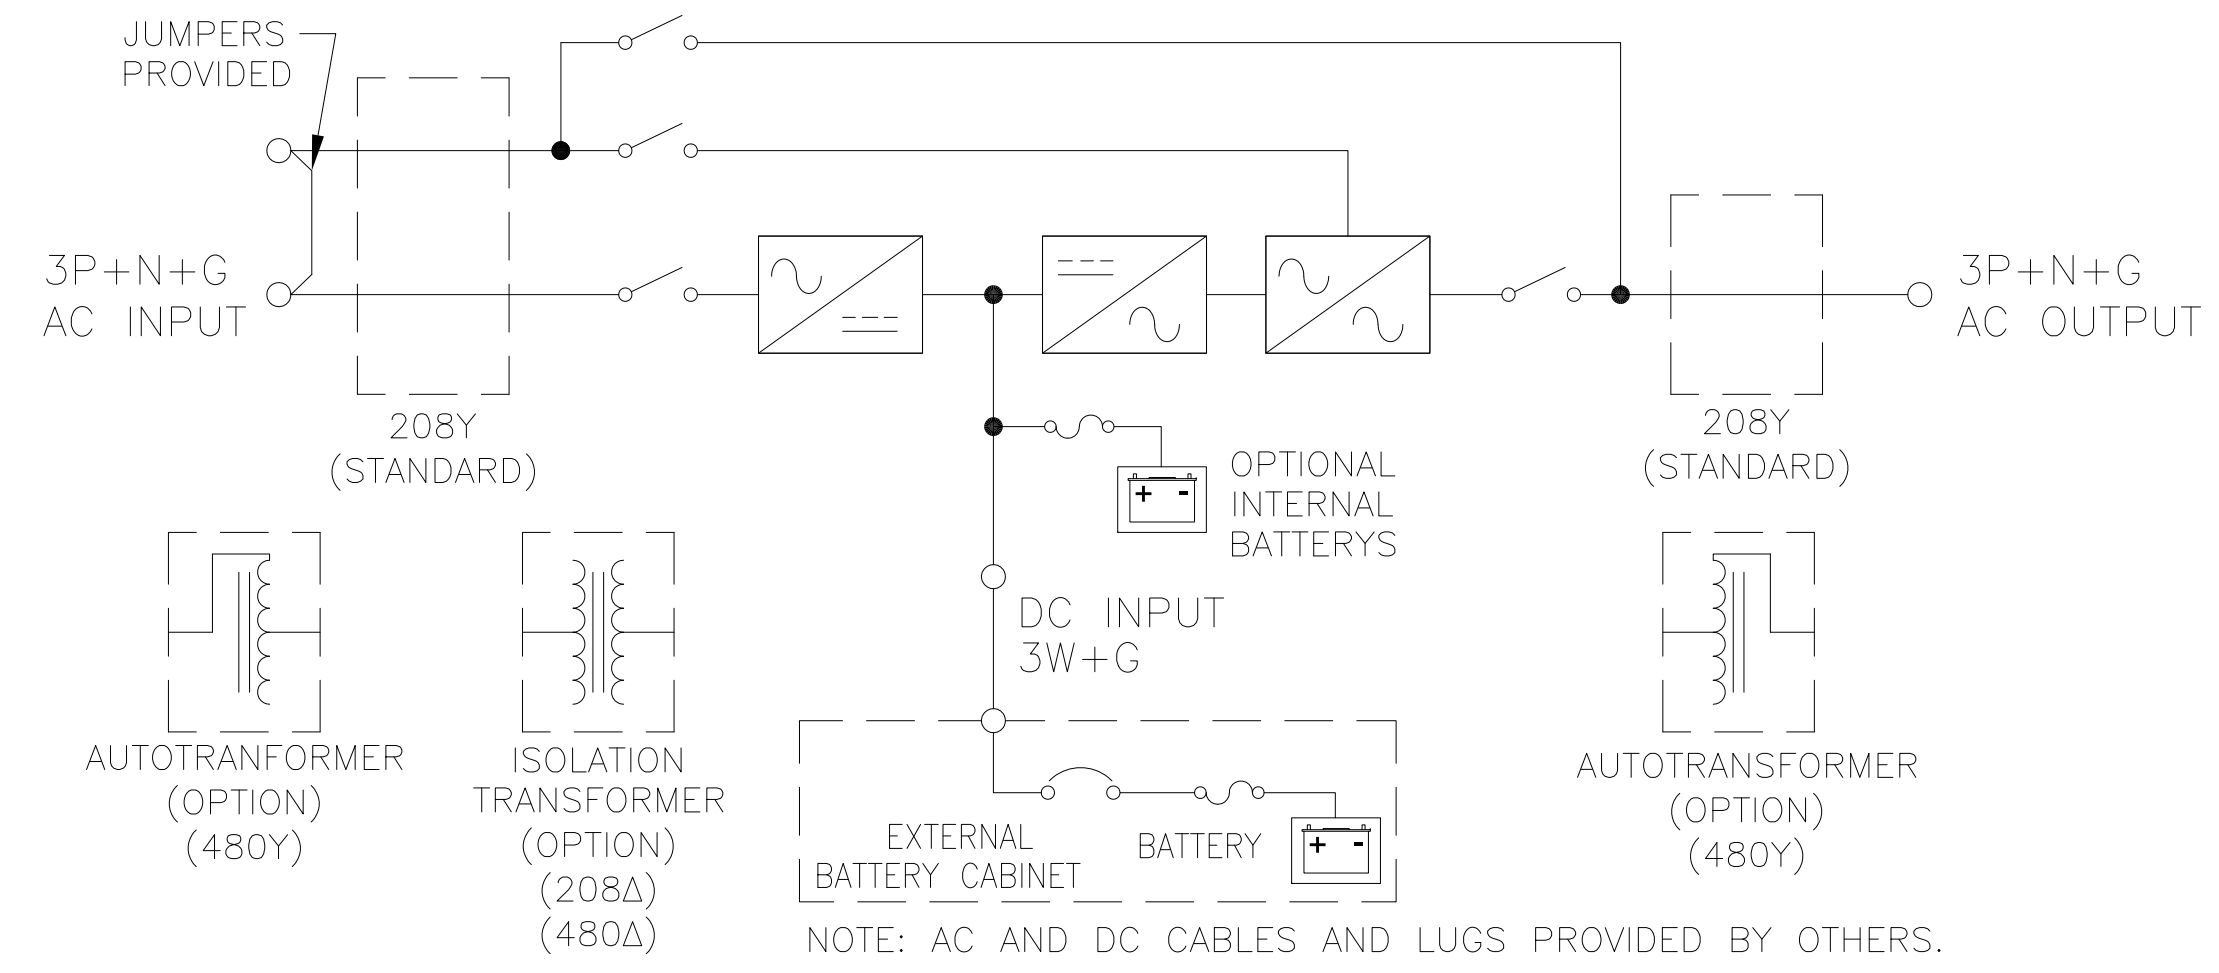 JUMPERS
PROVIDED
3P+N+G
AC INPUT
3P+N+G
AC OUTPUT
208Y
(STANDARD)
208Y
(STANDARD)
+ -
OPTIONAL
INTERNAL
BATTERYS
DC INPUT
3W+G
AUTOTRANFORMER
(OPTION)
(480Y)
ISOLATION
TRANSFORMER
(OPTION)
(208Δ)
(480Δ)
EXTERNAL
BATTERY CABINET
BATTERY
+ -
AUTOTRANSFORMER
(OPTION)
(480Y)
NOTE: AC AND DC CABLES AND LUGS PROVIDED BY OTHERS.